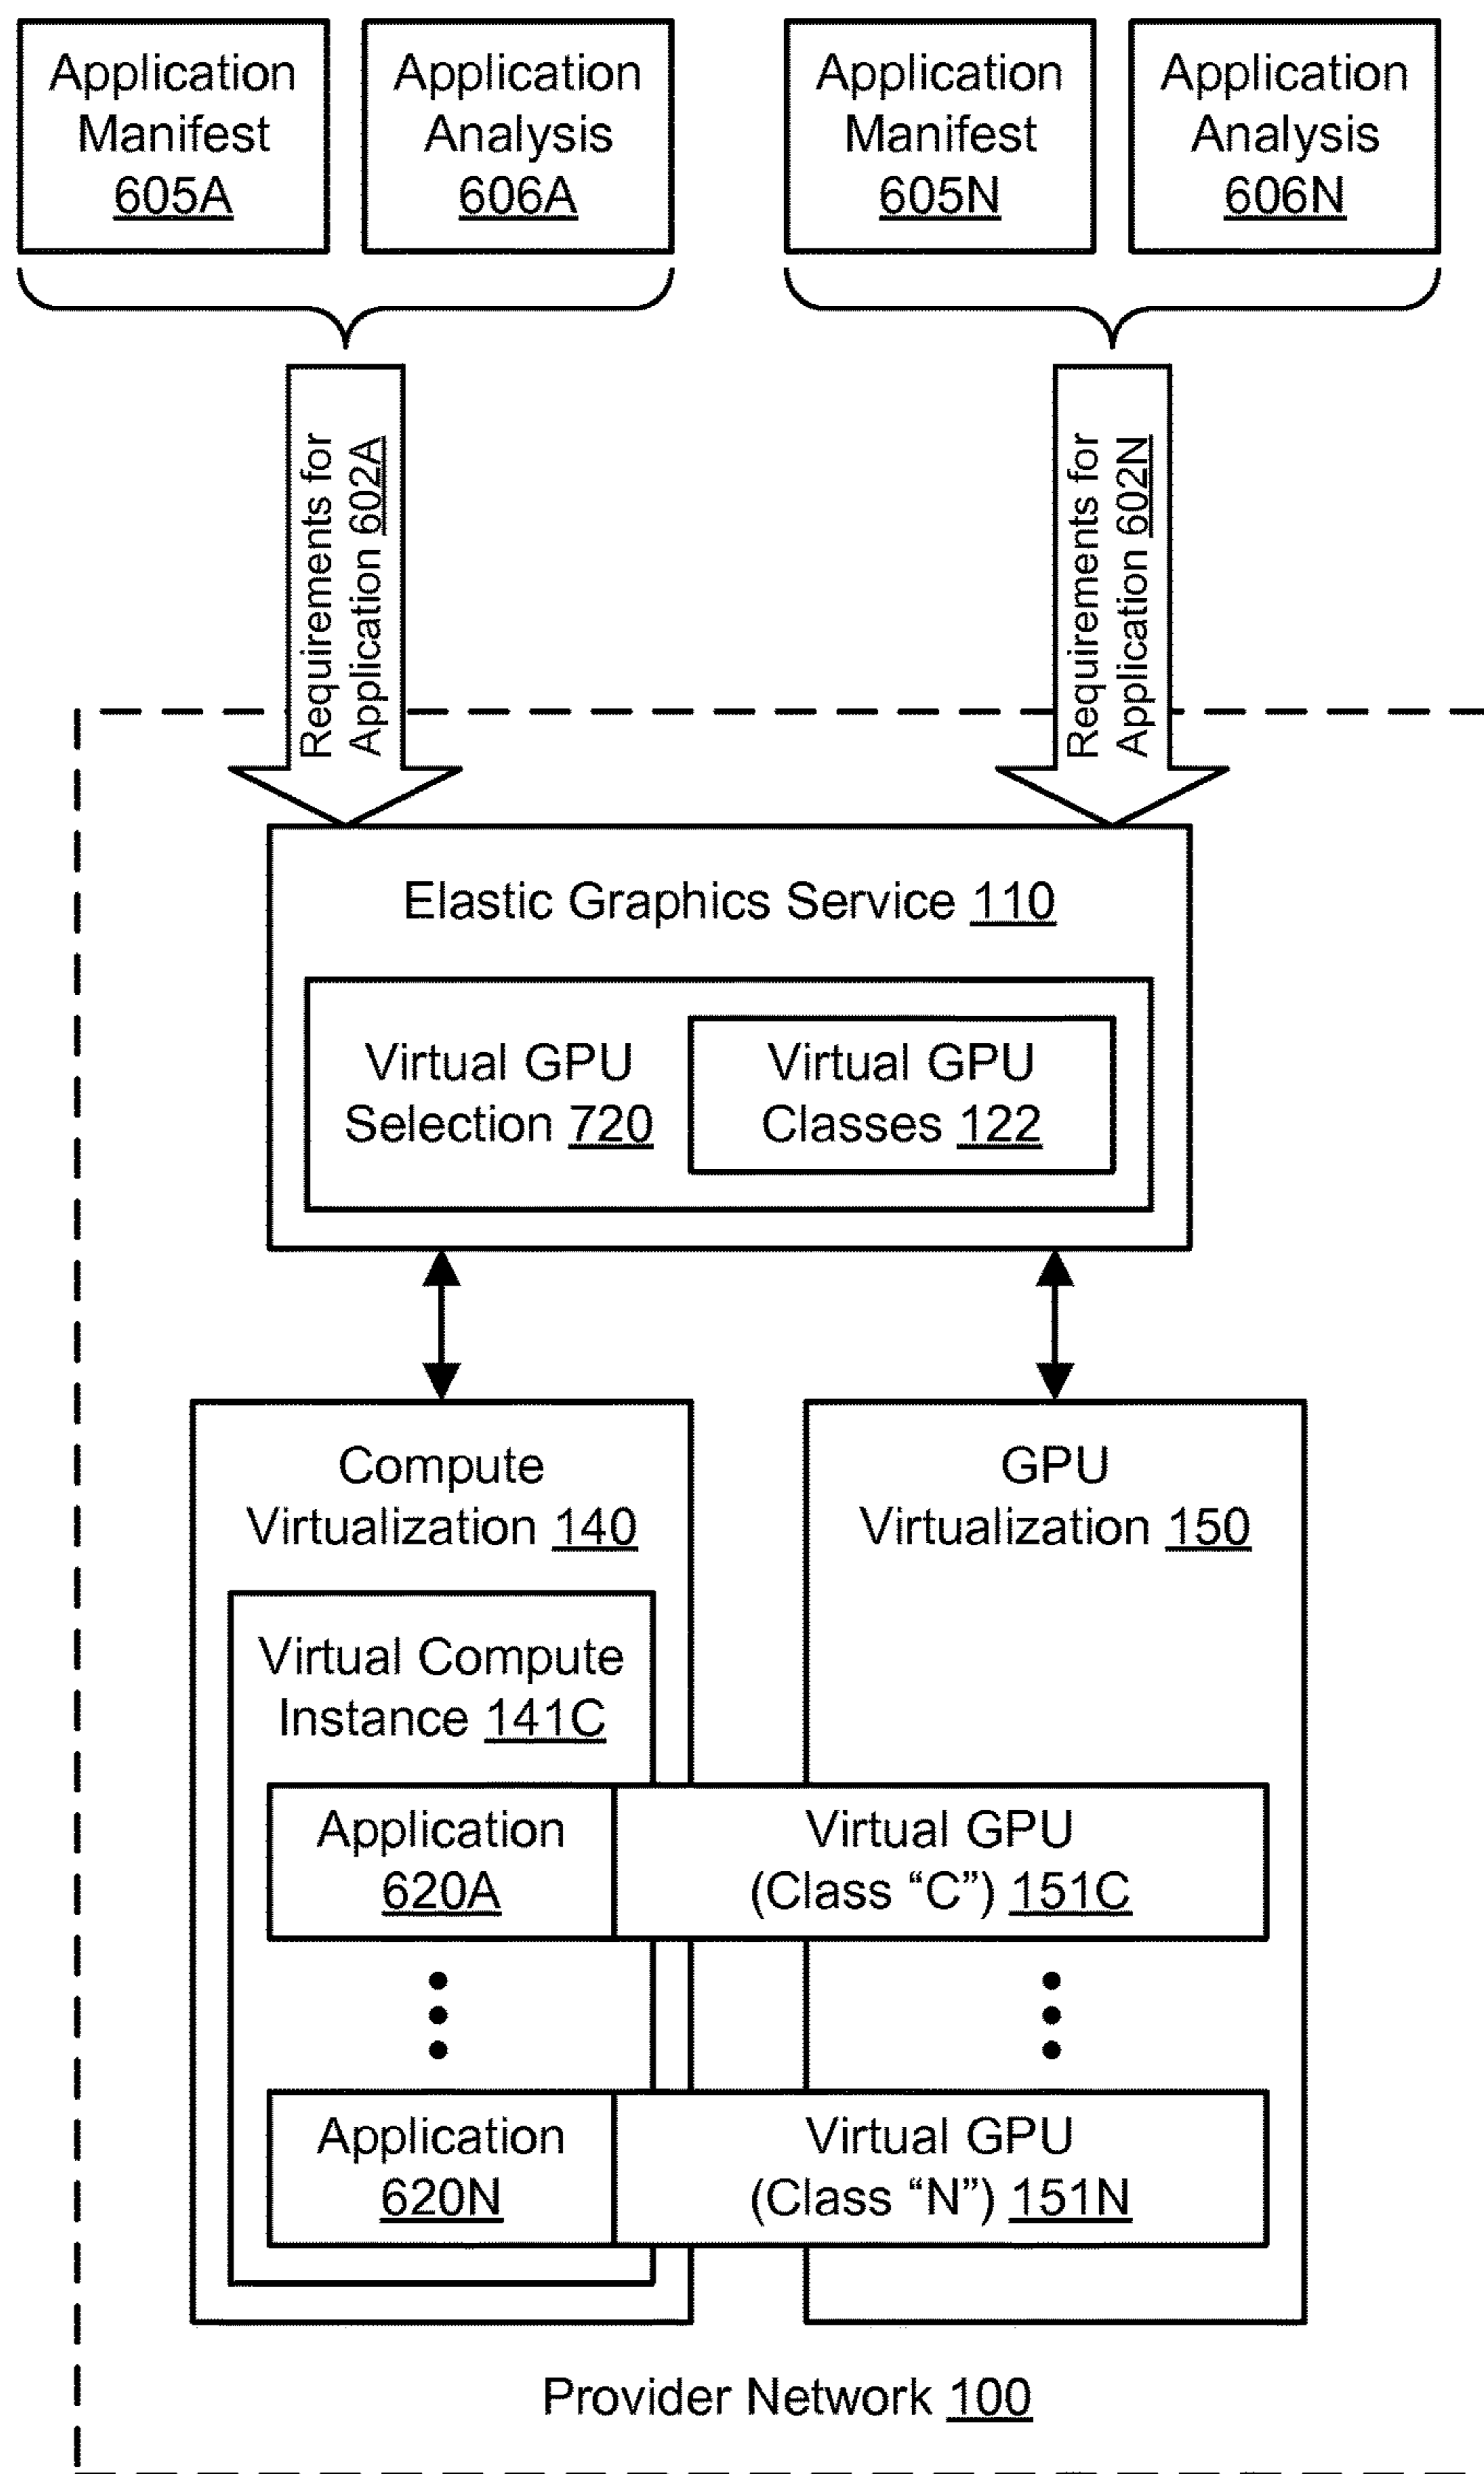 Application
Manifest
605A
Application
Analysis
606A
Application
Manifest
605N
Application
Analysis
606N
Requirements for
Application 602A
Requirements for
Application 602N
Elastic Graphics Service 110
Virtual GPU
Selection 720
Virtual GPU
Classes 122
Compute
Virtualization 140
GPU
Virtualization 150
Virtual Compute
Instance 141C
Application
620A
Virtual GPU
(Class “C”) 151C
Application
620N
Virtual GPU
(Class “N”) 151N
Provider Network 100